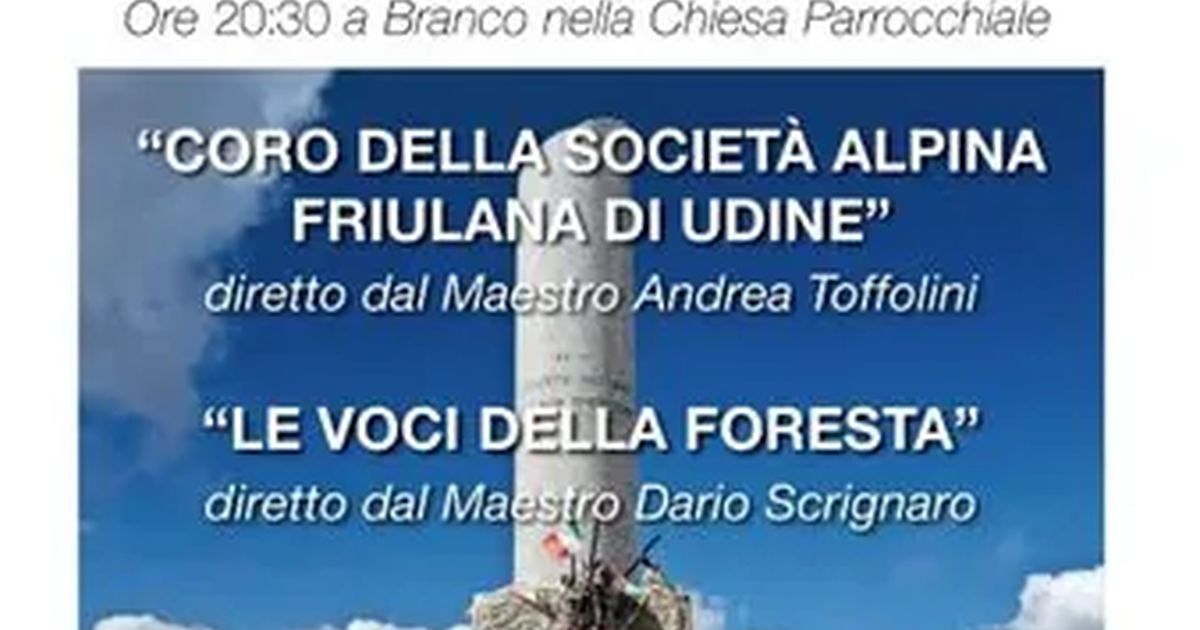 Ore 20:30 a Branco nella Chiesa Parrocchiale
“CORO DELLA SOCIETÀ ALPINA
FRIULANA DI UDINE”
diretto dal Maestro Andrea Toffolini
“LE VOCI DELLA FORESTA”
diretto dal Maestro Dario Scrignaro